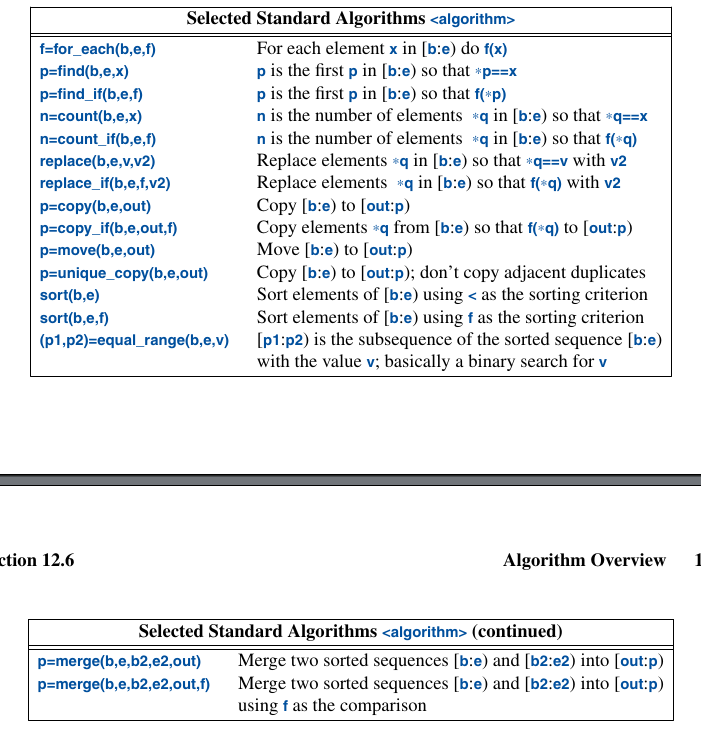 Selected Standard Algorithms <algorithm>
f=for_each(b,e,f) For each element x in [b:e) do f(x)
p=find(b,e,x) p is the first p in [b:e) so that ∗p==x
p=find_if(b,e,f) p is the first p in [b:e) so that f(∗p)
n=count(b,e,x) n is the number of elements ∗q in [b:e) so that ∗q==x
n=count_if(b,e,f) n is the number of elements ∗q in [b:e) so that f(∗q)
replace(b,e,v,v2) Replace elements ∗q in [b:e) so that ∗q==v with v2
replace_if(b,e,f,v2) Replace elements ∗q in [b:e) so that f(∗q) with v2
p=copy(b,e,out) Copy [b:e) to [out:p)
p=copy_if(b,e,out,f) Copy elements ∗q from [b:e) so that f(∗q) to [out:p)
p=move(b,e,out) Move [b:e) to [out:p)
p=unique_copy(b,e,out) Copy [b:e) to [out:p); don’t copy adjacent duplicates
sort(b,e) Sort elements of [b:e) using < as the sorting criterion
sort(b,e,f) Sort elements of [b:e) using f as the sorting criterion
(p1,p2)=equal_range(b,e,v) [p1:p2) is the subsequence of the sorted sequence [b:e)
with the value v; basically a binary search for v
ction 12.6 Algorithm Overview 1
Selected Standard Algorithms <algorithm> (continued)
p=merge(b,e,b2,e2,out) Merge two sorted sequences [b:e) and [b2:e2) into [out:p)
p=merge(b,e,b2,e2,out,f) Merge two sorted sequences [b:e) and [b2:e2) into [out:p)
using f as the comparison